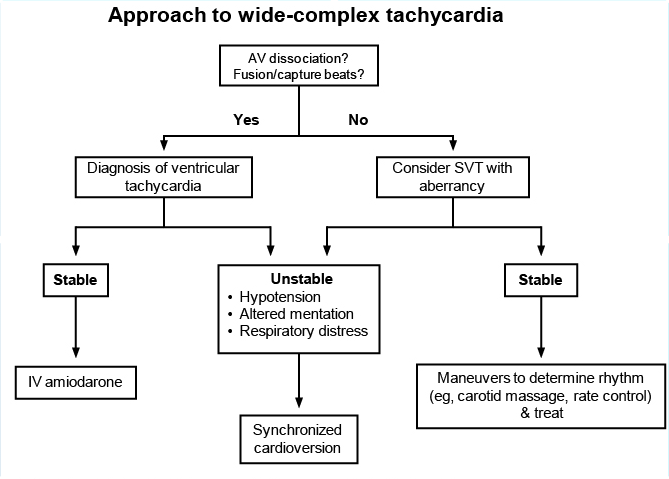 Approach to wide-complex tachycardia
AV dissociation?
Fusion/capture beats?
Yes
No
Diagnosis of ventricular
tachycardia
Consider SVT with
aberrancy
Stable
Unstable
• Hypotension
• Altered mentation
• Respiratory distress
Stable
IV amiodarone
Synchronized
cardioversion
Maneuvers to determine rhythm
(eg, carotid massage, rate control)
& treat